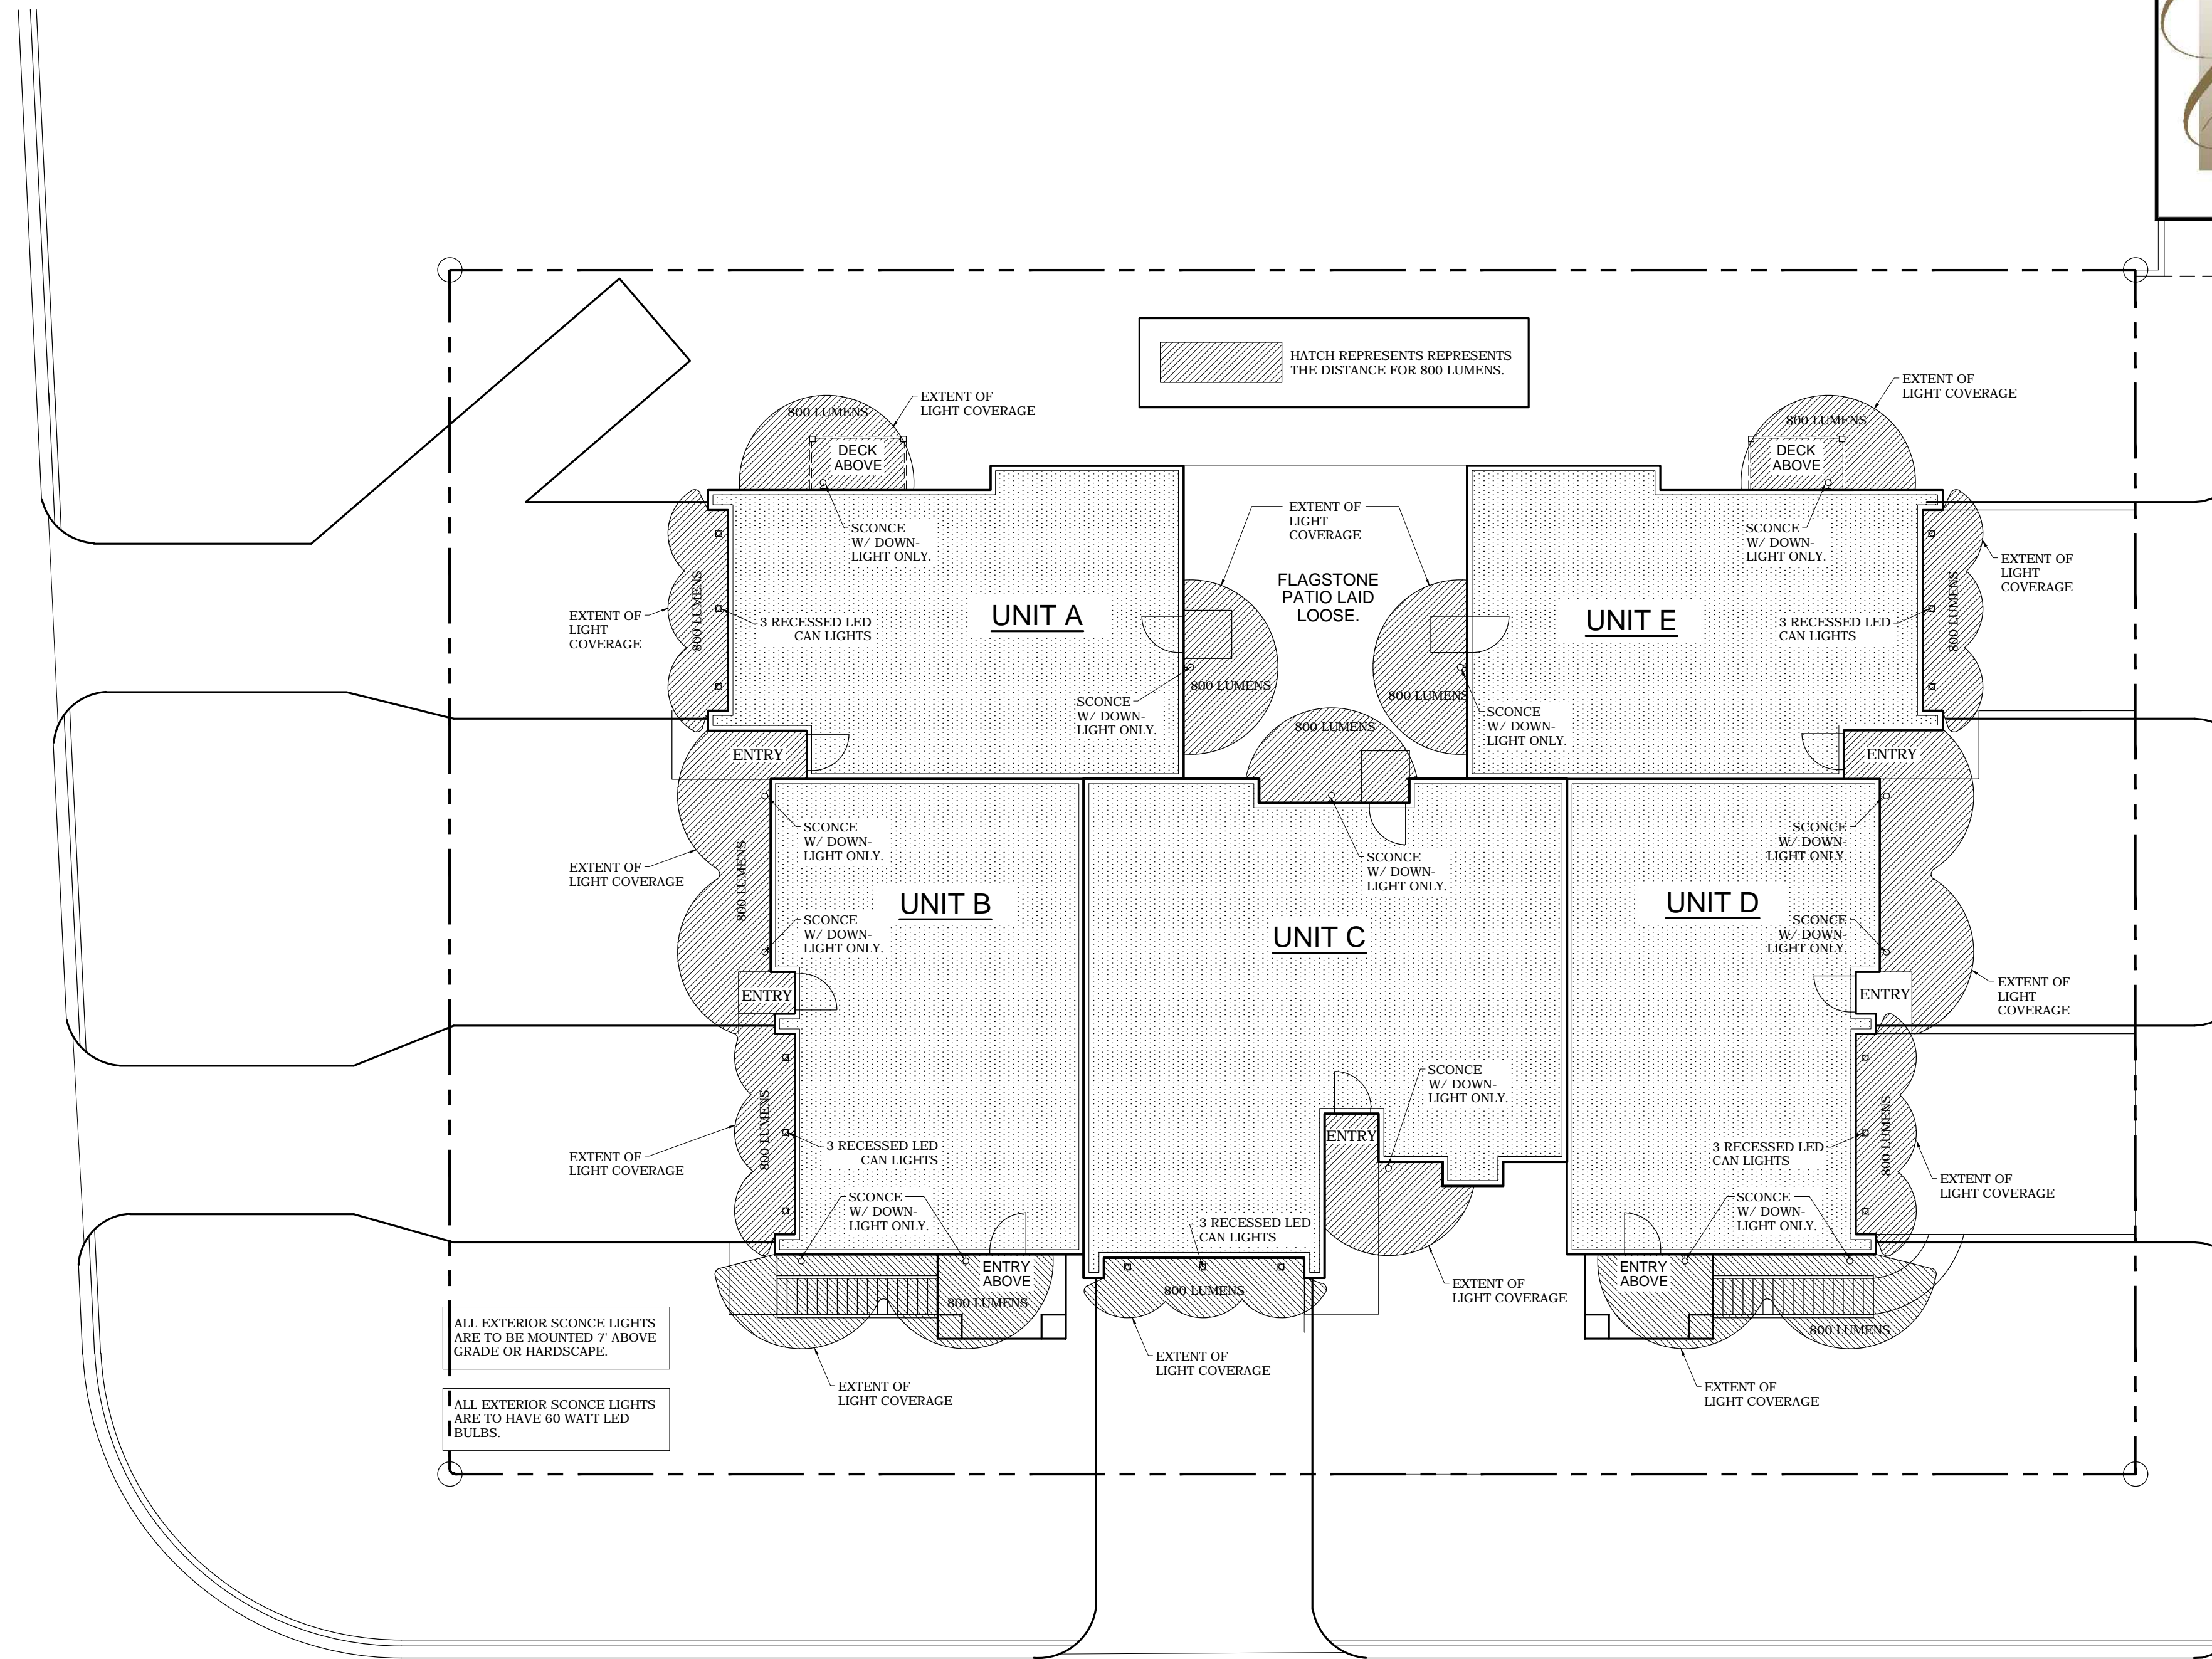 HATCH REPRESENTS REPRESENTS
THE DISTANCE FOR 800 LUMENS.
EXTENT OF
LIGHT COVERAGE
800 LUMENS
DECK
ABOVE
SCONCE
W/ DOWN-
LIGHT ONLY.
EXTENT OF
LIGHT COVERAGE
800 LUMENS
DECK
ABOVE
SCONCE
W/ DOWN-
LIGHT ONLY.
EXTENT OF
LIGHT
COVERAGE
FLAGSTONE
PATIO LAID
LOOSE.
EXTENT OF
LIGHT
COVERAGE
800 LUMENS
3 RECESSED LED
CAN LIGHTS
UNIT A
UNIT E
3 RECESSED LED
CAN LIGHTS
800 LUMENS
EXTENT OF
LIGHT
COVERAGE
800 LUMENS
SCONCE
W/ DOWN-
LIGHT ONLY.
800 LUMENS
SCONCE
W/ DOWN-
LIGHT ONLY.
800 LUMENS
ENTRY
ENTRY
SCONCE
W/ DOWN-
LIGHT ONLY.
EXTENT OF
LIGHT COVERAGE
800 LUMENS
SCONCE
W/ DOWN-
LIGHT ONLY.
SCONCE
W/ DOWN-
LIGHT ONLY.
UNIT B
UNIT C
UNIT D
SCONCE
W/ DOWN-
LIGHT ONLY.
SCONCE
W/ DOWN-
LIGHT ONLY.
ENTRY
ENTRY
EXTENT OF
LIGHT
COVERAGE
SCONCE
W/ DOWN-
LIGHT ONLY.
ENTRY
800 LUMENS
3 RECESSED LED
CAN LIGHTS
EXTENT OF
LIGHT COVERAGE
3 RECESSED LED
CAN LIGHTS
800 LUMENS
EXTENT OF
LIGHT COVERAGE
SCONCE
W/ DOWN-
LIGHT ONLY.
3 RECESSED LED
CAN LIGHTS
SCONCE
W/ DOWN-
LIGHT ONLY.
ENTRY
ABOVE
800 LUMENS
800 LUMENS
EXTENT OF
LIGHT COVERAGE
ENTRY
ABOVE
800 LUMENS
ALL EXTERIOR SCONCE LIGHTS
ARE TO BE MOUNTED 7' ABOVE
GRADE OR HARDSCAPE.
EXTENT OF
LIGHT COVERAGE
EXTENT OF
LIGHT COVERAGE
EXTENT OF
LIGHT COVERAGE
ALL EXTERIOR SCONCE LIGHTS
ARE TO HAVE 60 WATT LED
BULBS.